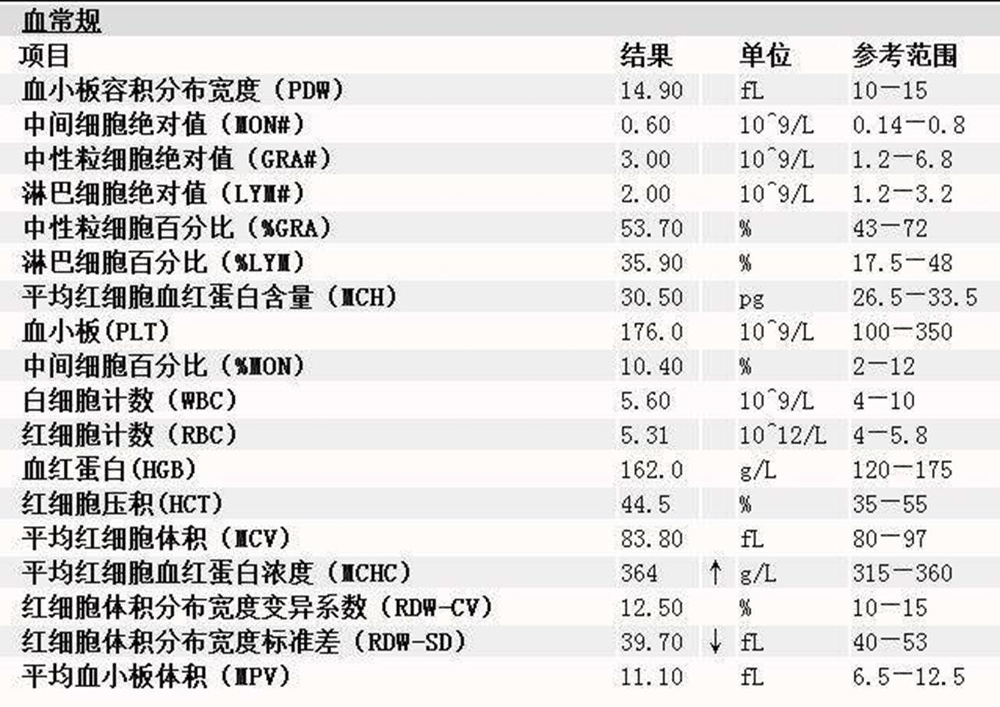 血常规
项目 结果 单位 参考范围
血小板容积分布宽度（PDW） 14.90 fL 10—15
中间细胞绝对值（MON#） 0.60 10^9/L 0.14—0.8
中性粒细胞绝对值（GRA#） 3.00 10^9/L 1.2—6.8
淋巴细胞绝对值（LYM#） 2.00 10^9/L 1.2—3.2
中性粒细胞百分比（%GRA） 53.70 % 43—72
淋巴细胞百分比（%LYM） 35.90 % 17.5—48
平均红细胞血红蛋白含量（MCH） 30.50 pg 26.5—33.5
血小板(PLT) 176.0 10^9/L 100—350
中间细胞百分比（%MON） 10.40 % 2—12
白细胞计数（WBC） 5.60 10^9/L 4—10
红细胞计数（RBC） 5.31 10^12/L 4—5.8
血红蛋白(HGB) 162.0 g/L 120—175
红细胞压积(HCT) 44.5 % 35—55
平均红细胞体积（MCV） 83.80 fL 80—97
平均红细胞血红蛋白浓度（MCHC） 364 ↑ g/L 315—360
红细胞体积分布宽度变异系数（RDW-CV） 12.50 % 10—15
红细胞体积分布宽度标准差（RDW-SD） 39.70 ↓ fL 40—53
平均血小板体积（MPV） 11.10 fL 6.5—12.5